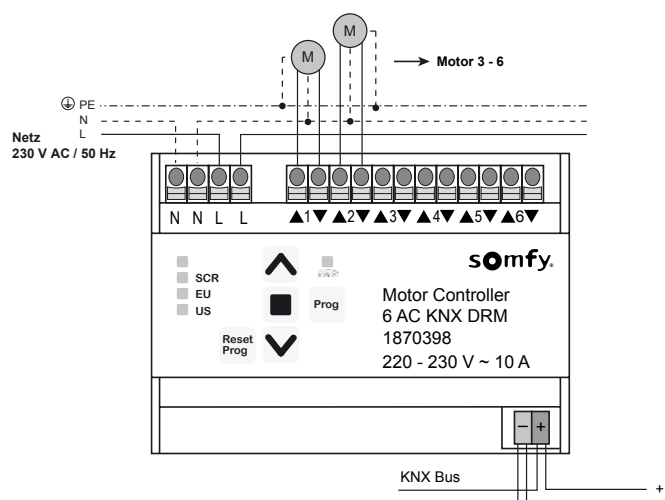 M
M
Motor 3 - 6
PE
N
L
Netz
230 V AC / 50 Hz
N N L L
▲1▼ ▲2▼ ▲3▼ ▲4▼ ▲5▼ ▲6▼
somfy.
SCR
EU
US
Prog
Reset
Prog
Motor Controller
6 AC KNX DRM
1870398
220 - 230 V ~ 10 A
− +
KNX Bus
+